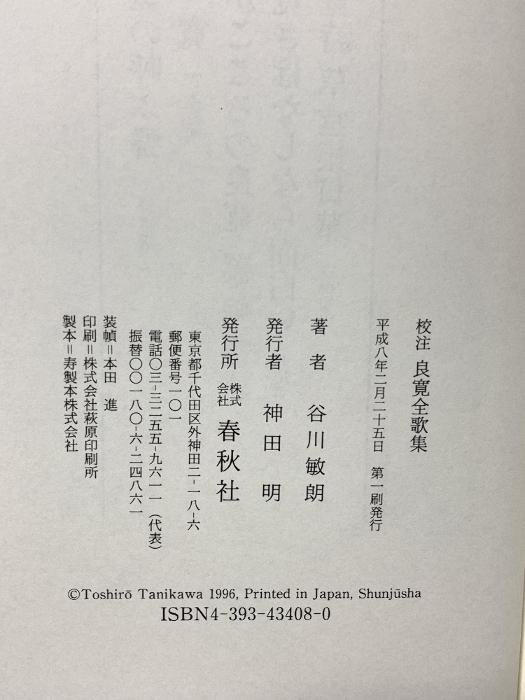 校注 良寛全歌集
平成八年二月二十五日 第一刷発行
著者 谷川敏朗
発行者 神田 明
発行所 株式会社 春秋社
東京都千代田区外神田二-一八-六
郵便番号一〇一
電話〇三-三二五五-九六一一(代表)
振替〇〇一八〇-六-二四八六一
装幀=本田 進
印刷=株式会社萩原印刷所
製本=寿製本株式会社
©Toshirō Tanikawa 1996, Printed in Japan, Shunjūsha
ISBN4-393-43408-0